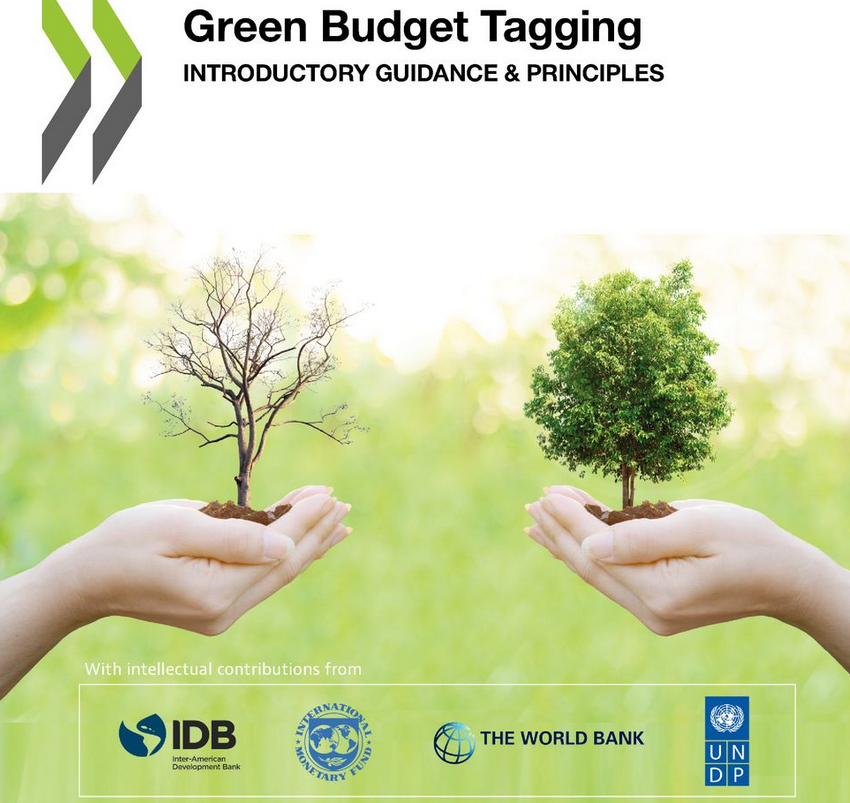 Green Budget Tagging
INTRODUCTORY GUIDANCE & PRINCIPLES
With intellectual contributions from
IDB
Inter-American
Development Bank
INTERNATIONAL MONETARY FUND
THE WORLD BANK
U N
D P